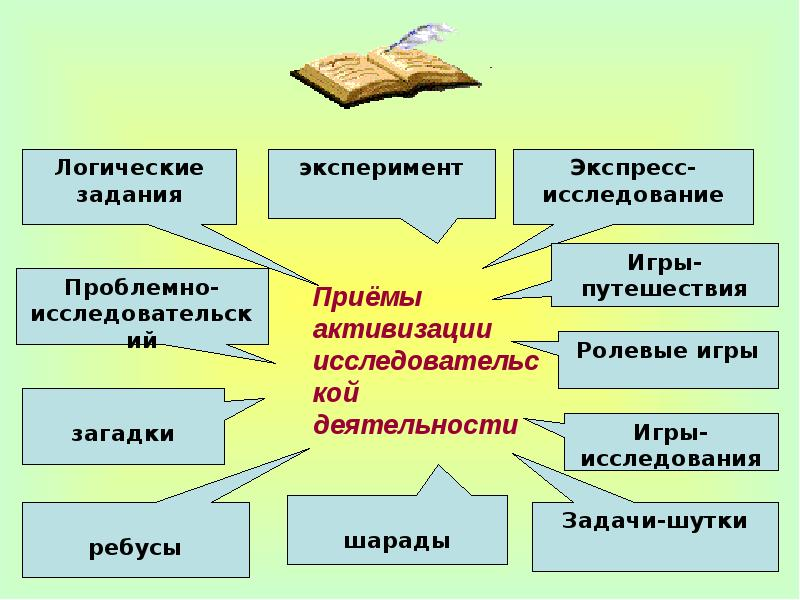 Логические
задания
эксперимент
Экспресс-
исследование
Проблемно-
исследовательск
ий
Игры-
путешествия
Приёмы
активизации
исследовательс
кой
деятельности
Ролевые игры
загадки
Игры-
исследования
ребусы
шарады
Задачи-шутки